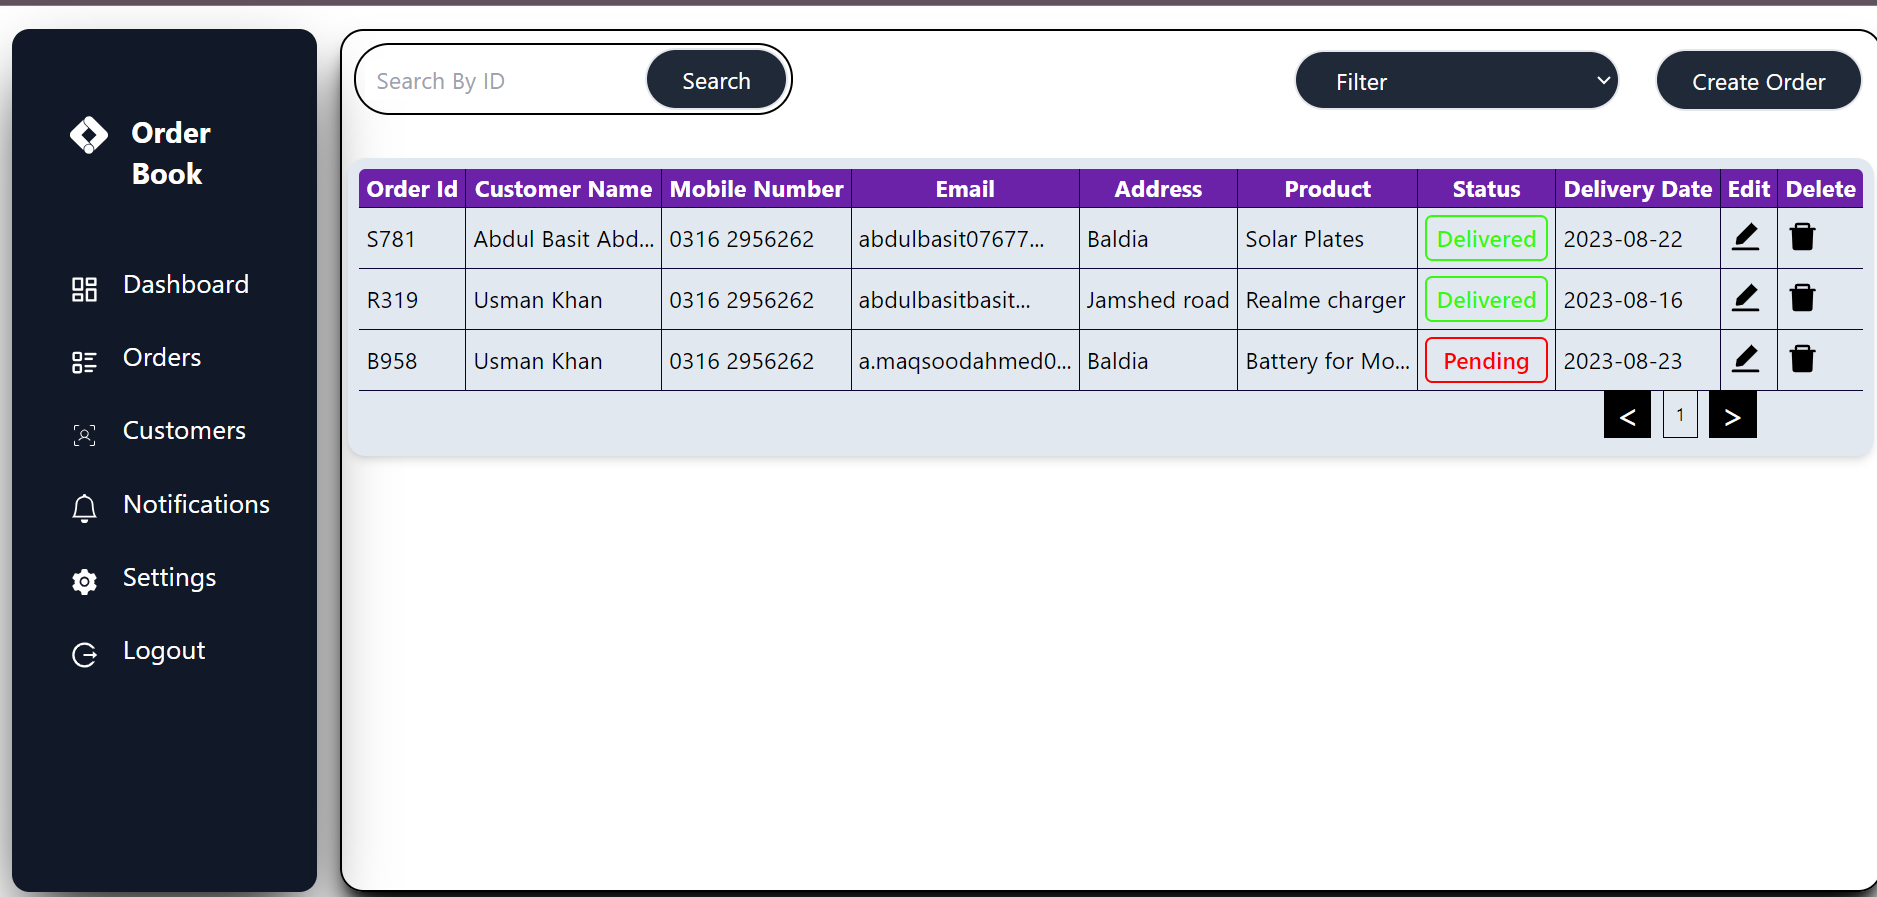 Order
Book
Dashboard
Orders
Customers
Notifications
Settings
Logout
Search By ID Search Filter Create Order
Order Id Customer Name Mobile Number Email Address Product Status Delivery Date Edit Delete
S781 Abdul Basit Abd... 0316 2956262 abdulbasit07677... Baldia Solar Plates Delivered 2023-08-22
R319 Usman Khan 0316 2956262 abdulbasitbasit... Jamshed road Realme charger Delivered 2023-08-16
B958 Usman Khan 0316 2956262 a.maqsoodahmed0... Baldia Battery for Mo... Pending 2023-08-23
< 1 >